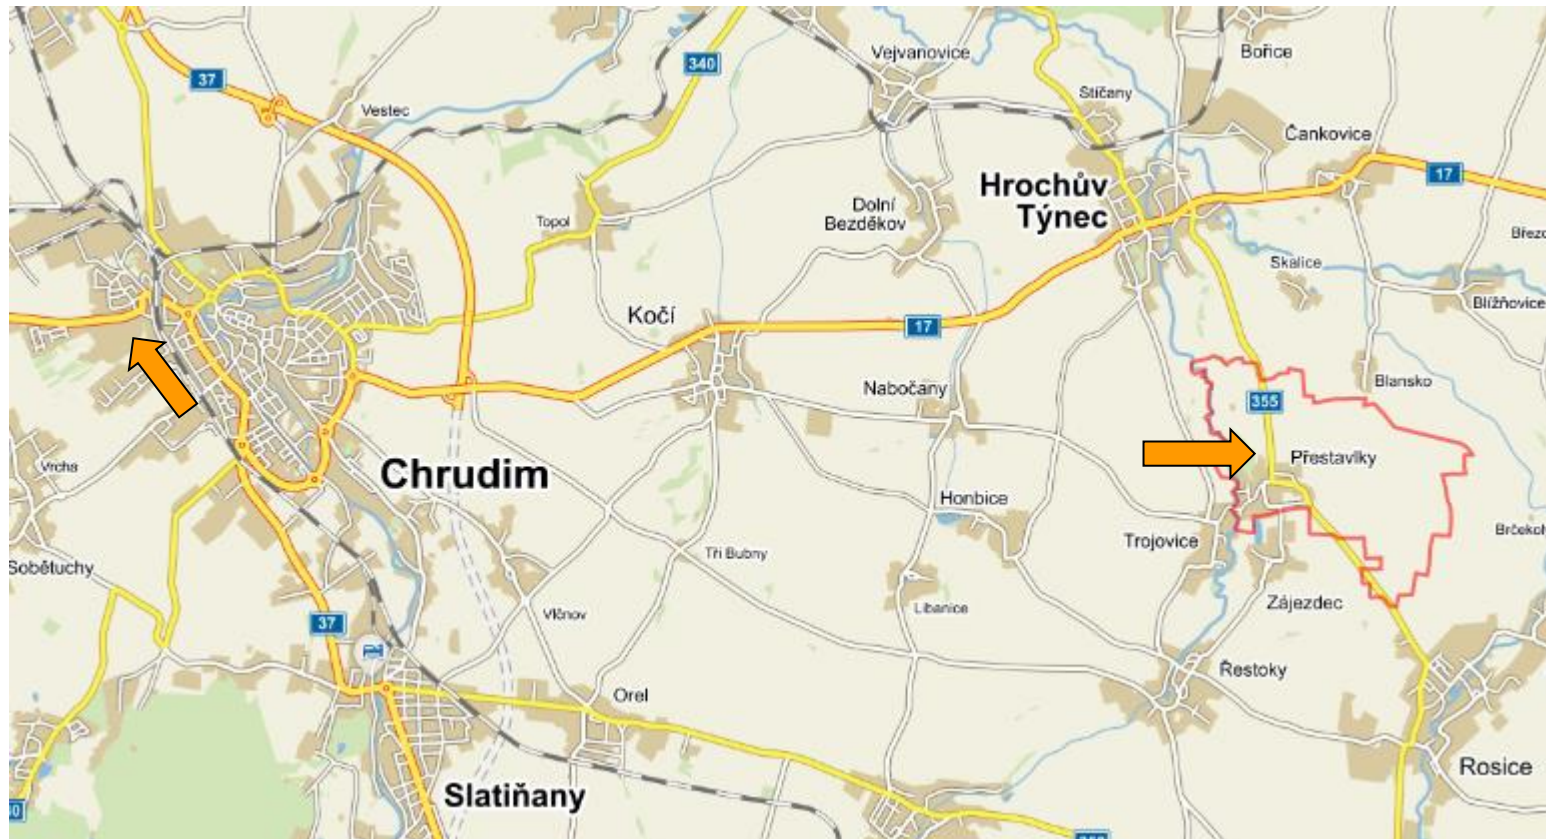 Vejvanovice
Bořice
340
37
Stíčany
Vestec
Čankovice
17
Hrochův
Týnec
Dolní
Bezděkov
Topol
Skalice
Blížňovice
Kočí
17
Blansko
Nabočany
355
Přestavlky
Vrcha
Chrudim
Honbice
Trojovice
Tři Bubny
Sobětuchy
Zájezdec
Libanice
Vlčnov
37
Řestoky
Orel
Rosice
Slatiňany